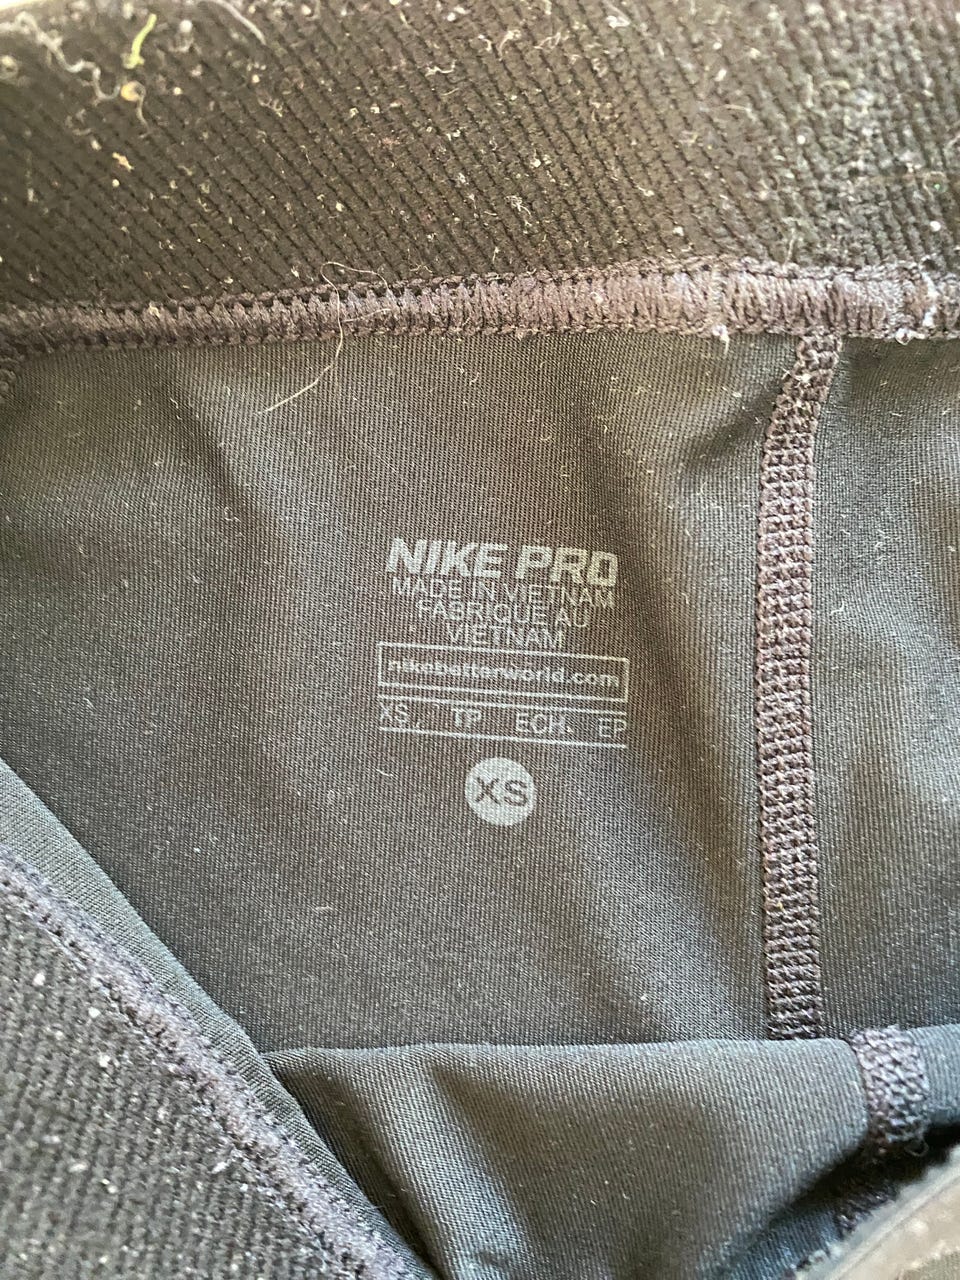 NIKE PRO
MADE IN VIETNAM
FABRIQUE AU
VIETNAM
nikebetterworld.com
XS, TP ECH. EP
XS